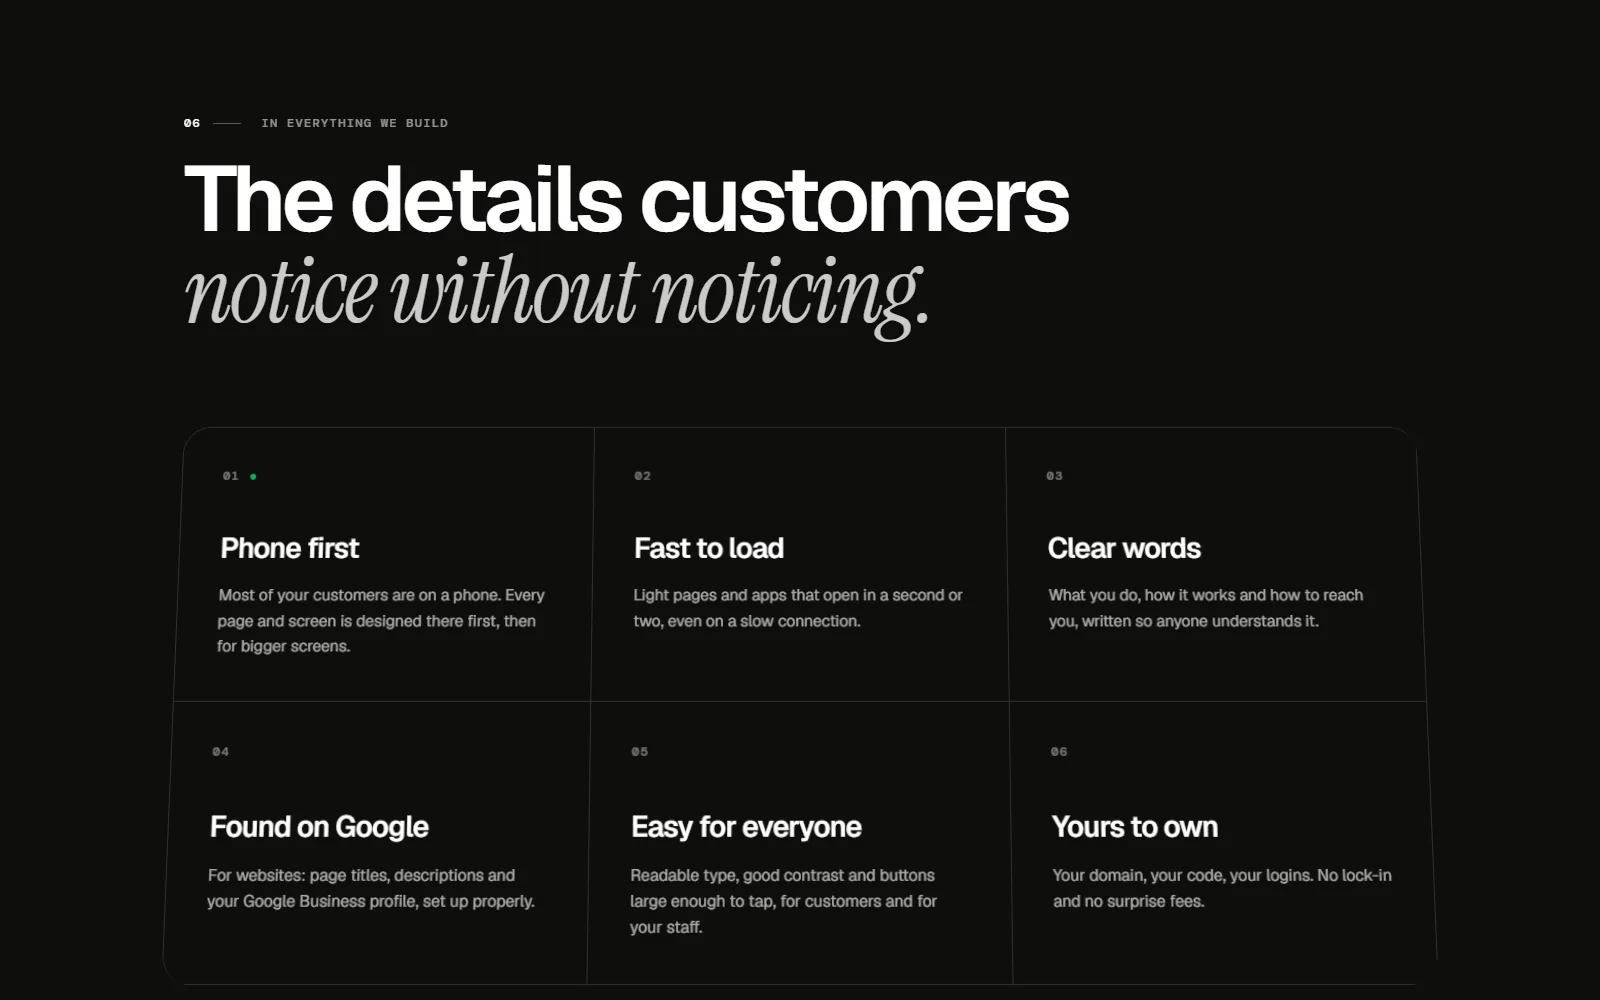 06 — IN EVERYTHING WE BUILD
The details customers
notice without noticing.
01
Phone first
Most of your customers are on a phone. Every
page and screen is designed there first, then
for bigger screens.
02
Fast to load
Light pages and apps that open in a second or
two, even on a slow connection.
03
Clear words
What you do, how it works and how to reach
you, written so anyone understands it.
04
Found on Google
For websites: page titles, descriptions and
your Google Business profile, set up properly.
05
Easy for everyone
Readable type, good contrast and buttons
large enough to tap, for customers and for
your staff.
06
Yours to own
Your domain, your code, your logins. No lock-in
and no surprise fees.